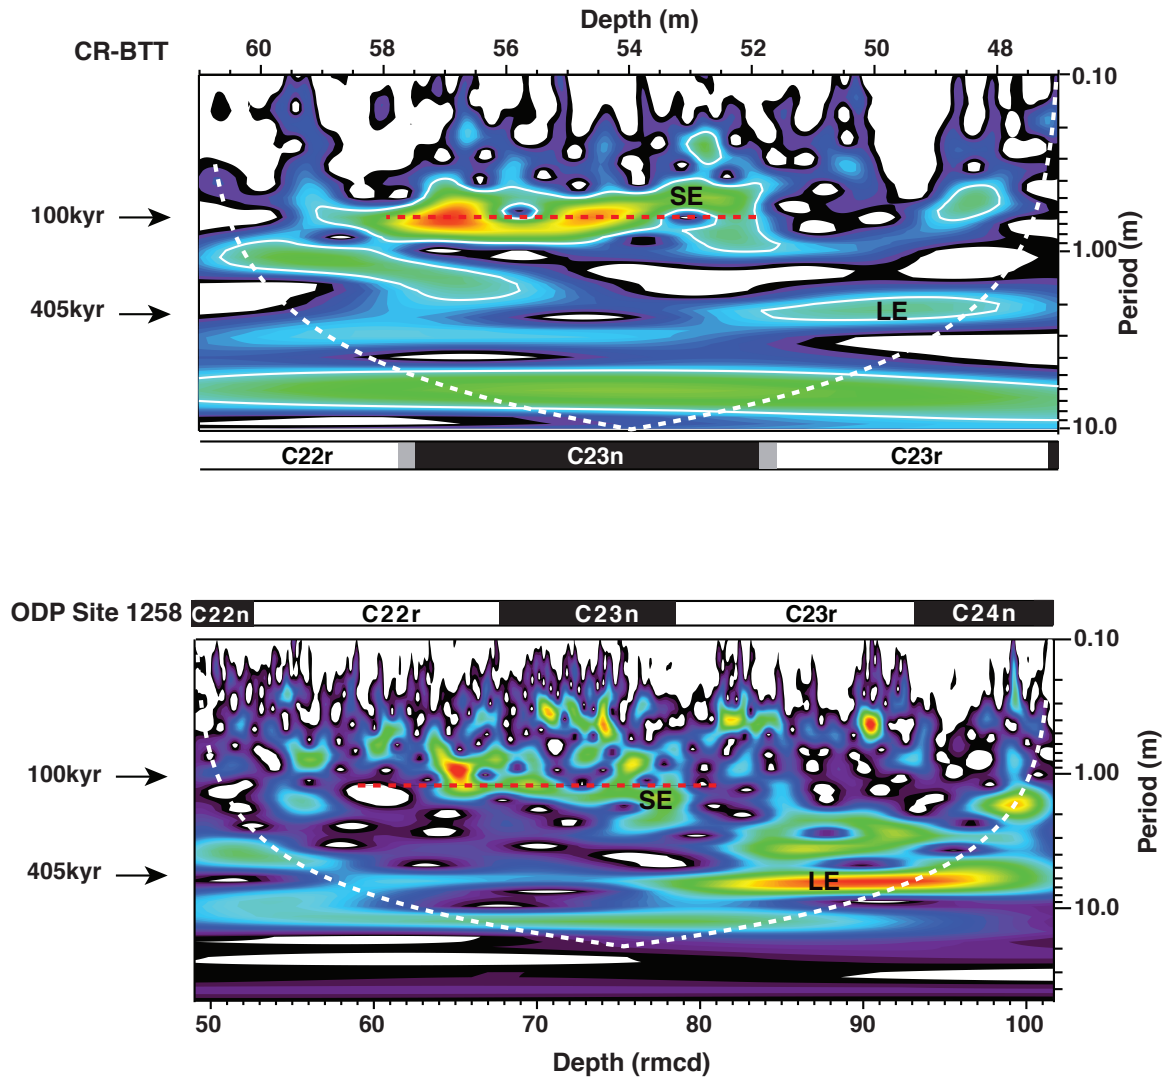 Depth (m)
CR-BTT 60 58 56 54 52 50 48
0.10
SE
100kyr
1.00
405kyr
LE
Period (m)
10.0
C22r C23n C23r
ODP Site 1258 C22n C22r C23n C23r C24n
0.10
100kyr
1.00
SE
Period (m)
405kyr
LE
10.0
50 60 70 80 90 100
Depth (rmcd)